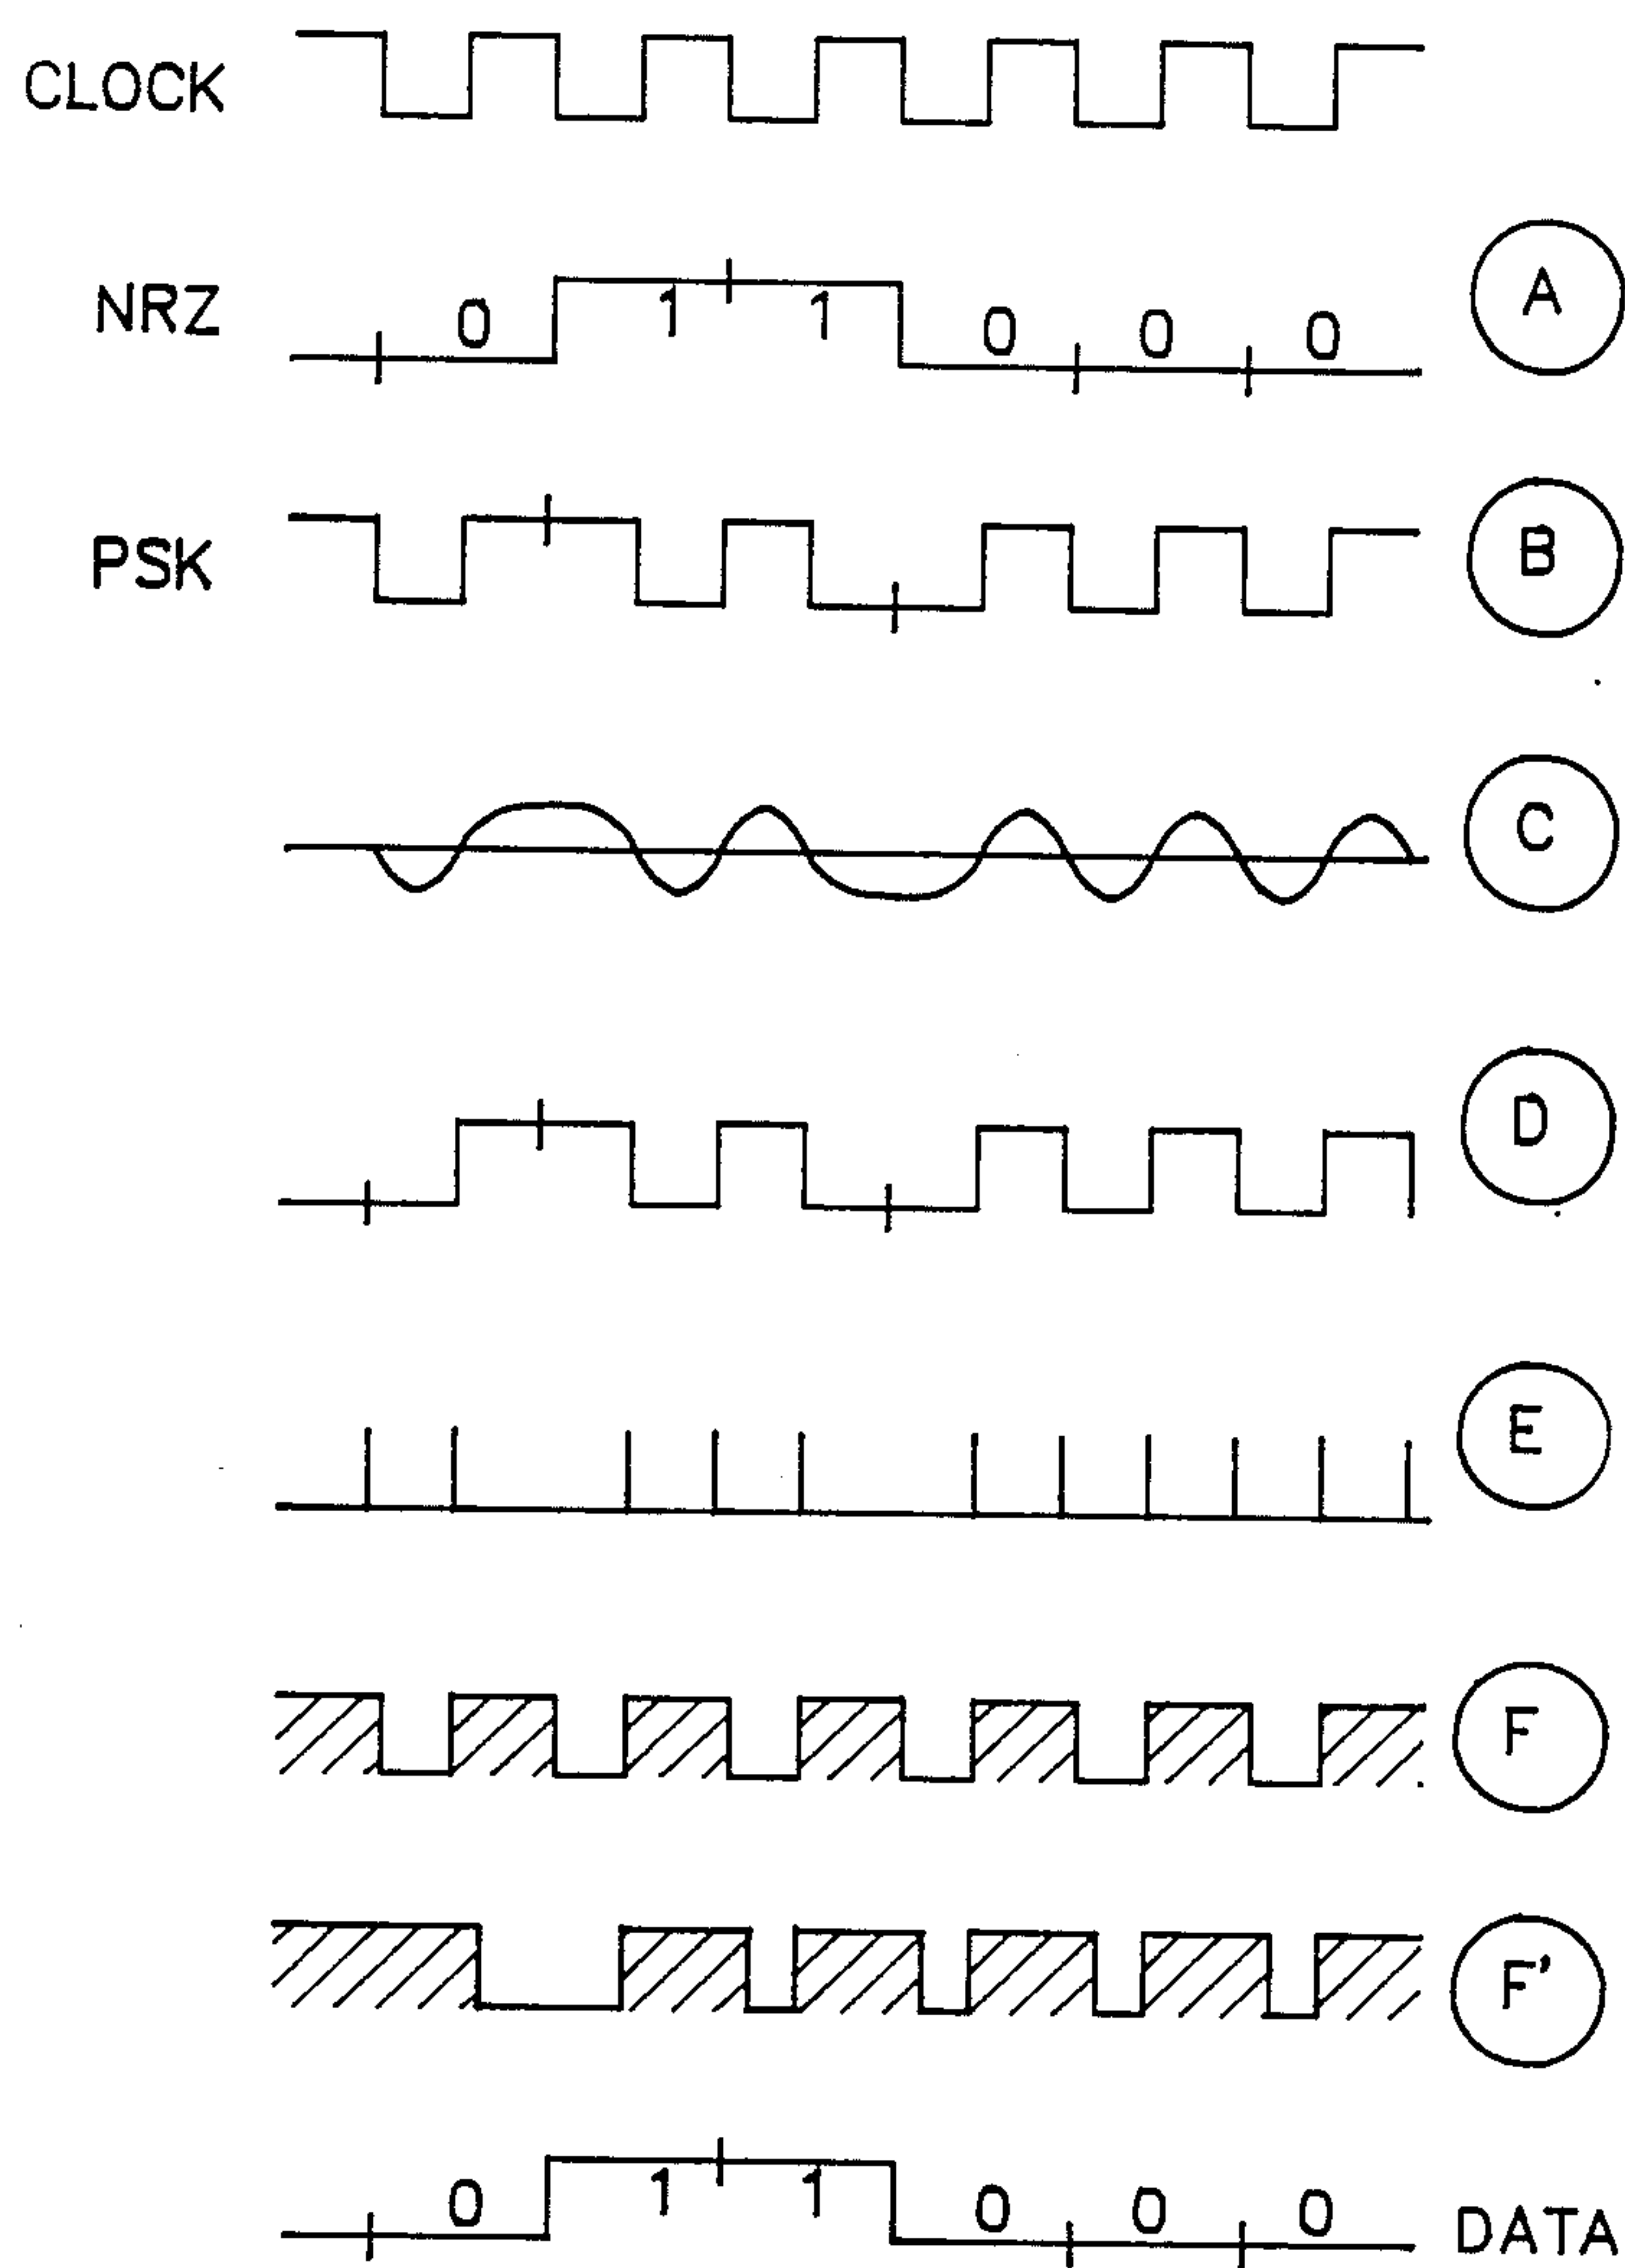 CLOCK
NRZ 0 1 1 0 0 0 A
PSK B
C
D
E
F
F'
0 1 1 0 0 0 DATA